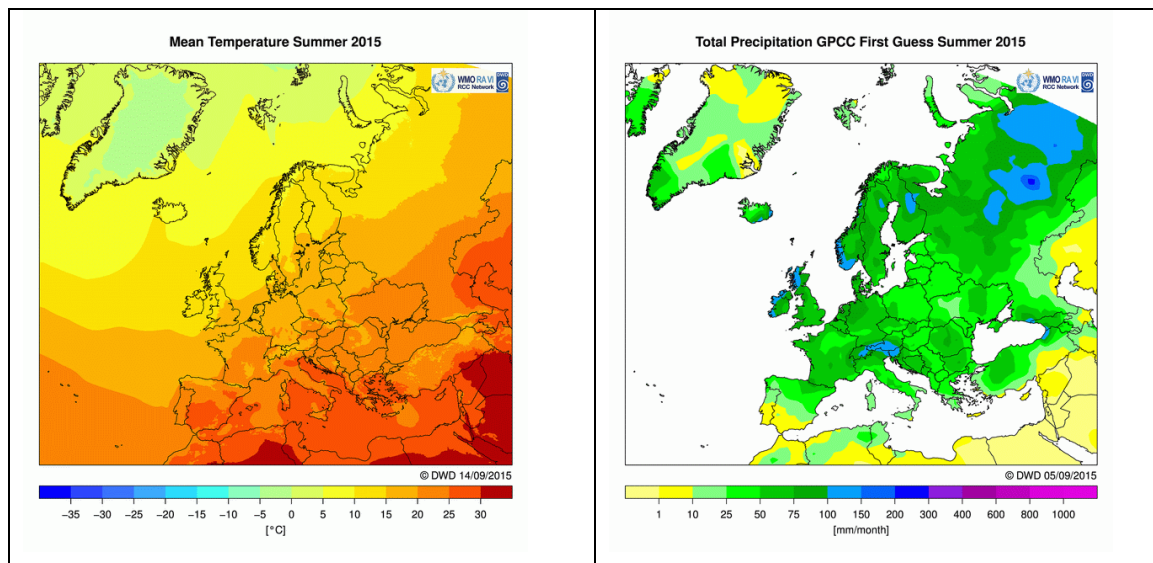 Mean Temperature Summer 2015
WMO RA VI
RCC Network
DWD
© DWD 14/09/2015
−35 −30 −25 −20 −15 −10 −5 0 5 10 15 20 25 30
[°C]
Total Precipitation GPCC First Guess Summer 2015
WMO RA VI
RCC Network
DWD
© DWD 05/09/2015
1 10 25 50 75 100 150 200 300 400 600 800 1000
[mm/month]